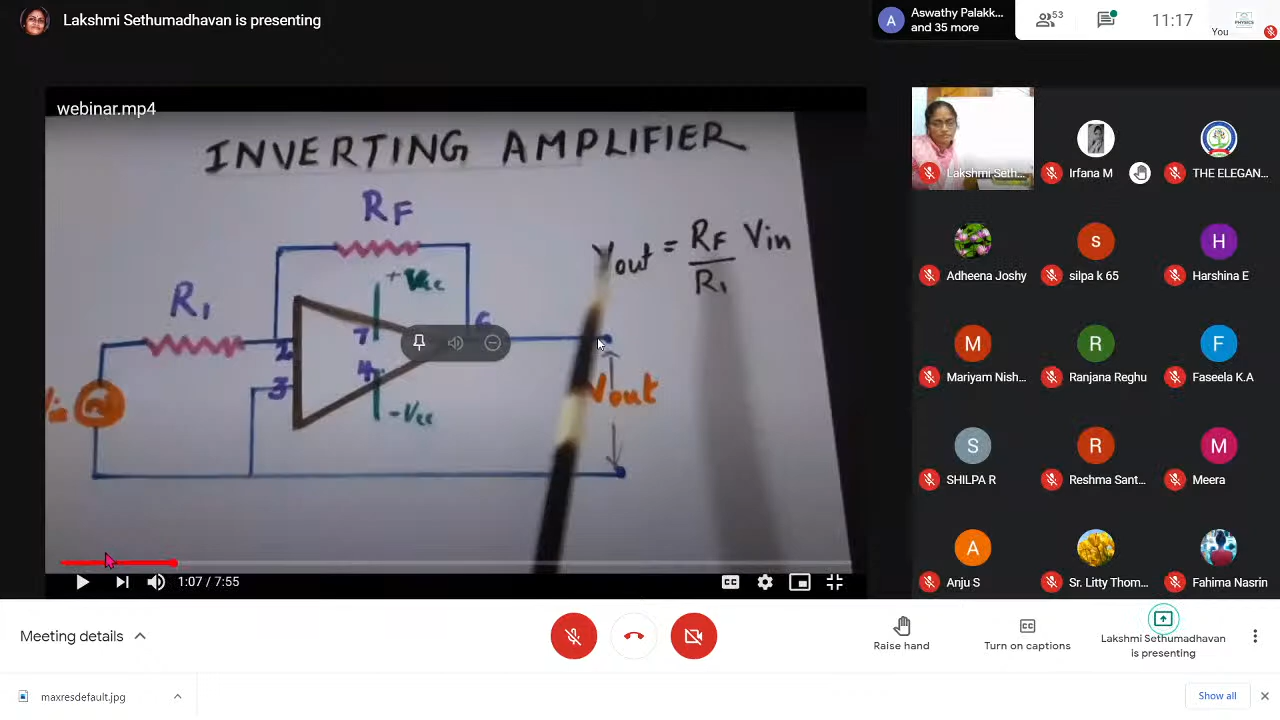 Lakshmi Sethumadhavan is presenting
A
Aswathy Palakk...
and 35 more
53
11:17
You
webinar.mp4
INVERTING AMPLIFIER
RF
+Vcc
Vout = RF/R1 Vin
R1
2
7
6
3
4
-Vcc
in
Vout
1:07 / 7:55
Lakshmi Seth...
Irfana M
THE ELEGAN...
Adheena Joshy
s
silpa k 65
H
Harshina E
M
Mariyam Nish...
R
Ranjana Reghu
F
Faseela K.A
S
SHILPA R
R
Reshma Sant...
M
Meera
A
Anju S
Sr. Litty Thom...
Fahima Nasrin
Meeting details
Raise hand
Turn on captions
Lakshmi Sethumadhavan
is presenting
maxresdefault.jpg
Show all